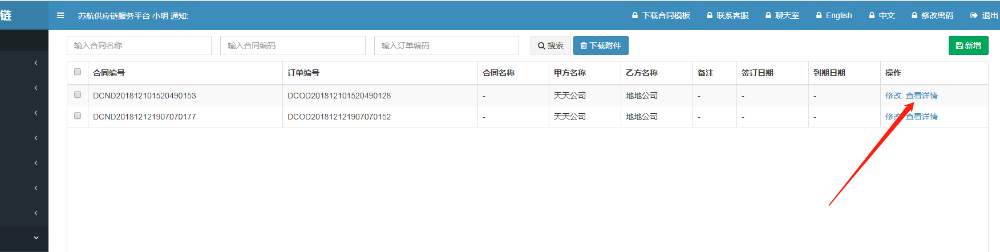 链 苏航供应链服务平台 小明 通知: 下载合同模板 联系客服 聊天室 English 中文 修改密码 退出
输入合同名称 输入合同编码 输入订单编码 搜索 下载附件 新增
合同编号 订单编号 合同名称 甲方名称 乙方名称 备注 签订日期 到期日期 操作
DCND201812101520490153 DCOD201812101520490128 - 天天公司 地地公司 - - - 修改 查看详情
DCND201812121907070177 DCOD201812121907070152 - 天天公司 地地公司 - - - 修改 查看详情